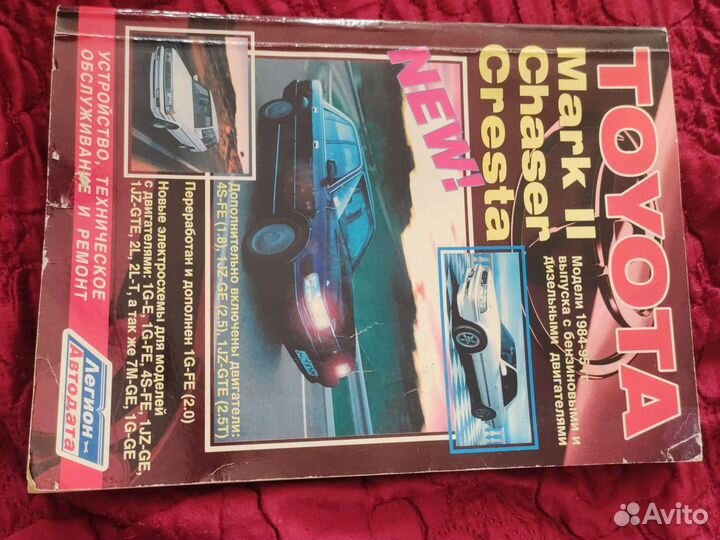 TOYOTA
Mark II
Chaser
Cresta
NEW!
Модели 1984-93 гг.
выпуска с бензиновыми и
дизельными двигателями
Дополнительно включены двигатели:
4S-FE (1.8), 1JZ-GE (2.5), 1JZ-GTE (2.5T)
Переработан и дополнен 1G-FE (2.0)
Новые электросхемы для моделей
с двигателями: 1G-E, 1G-FE, 4S-FE, 1JZ-GE,
1JZ-GTE, 2L, 2L-T, а так же 7M-GE, 1G-GE
УСТРОЙСТВО, ТЕХНИЧЕСКОЕ
ОБСЛУЖИВАНИЕ И РЕМОНТ
Легион-
Автодата
Avito